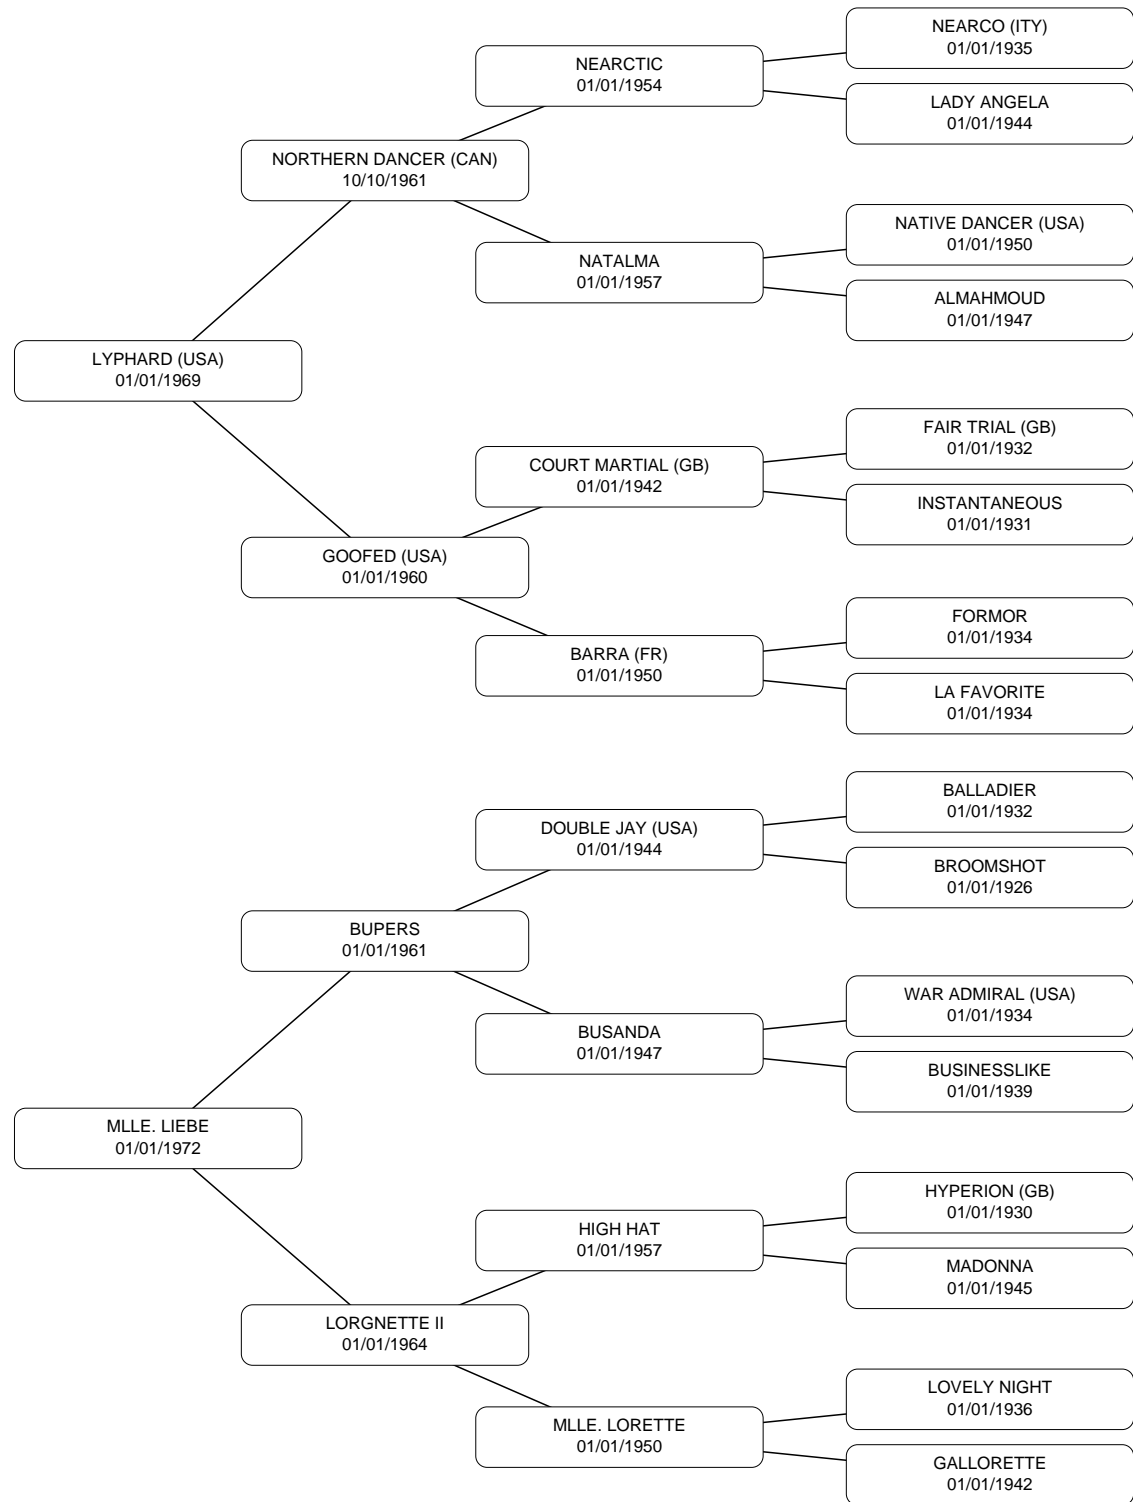 NEARCO (ITY)
01/01/1935
NEARCTIC
01/01/1954
LADY ANGELA
01/01/1944
NORTHERN DANCER (CAN)
10/10/1961
NATIVE DANCER (USA)
01/01/1950
NATALMA
01/01/1957
ALMAHMOUD
01/01/1947
LYPHARD (USA)
01/01/1969
FAIR TRIAL (GB)
01/01/1932
COURT MARTIAL (GB)
01/01/1942
INSTANTANEOUS
01/01/1931
GOOFED (USA)
01/01/1960
FORMOR
01/01/1934
BARRA (FR)
01/01/1950
LA FAVORITE
01/01/1934
BALLADIER
01/01/1932
DOUBLE JAY (USA)
01/01/1944
BROOMSHOT
01/01/1926
BUPERS
01/01/1961
WAR ADMIRAL (USA)
01/01/1934
BUSANDA
01/01/1947
BUSINESSLIKE
01/01/1939
MLLE. LIEBE
01/01/1972
HYPERION (GB)
01/01/1930
HIGH HAT
01/01/1957
MADONNA
01/01/1945
LORGNETTE II
01/01/1964
LOVELY NIGHT
01/01/1936
MLLE. LORETTE
01/01/1950
GALLORETTE
01/01/1942